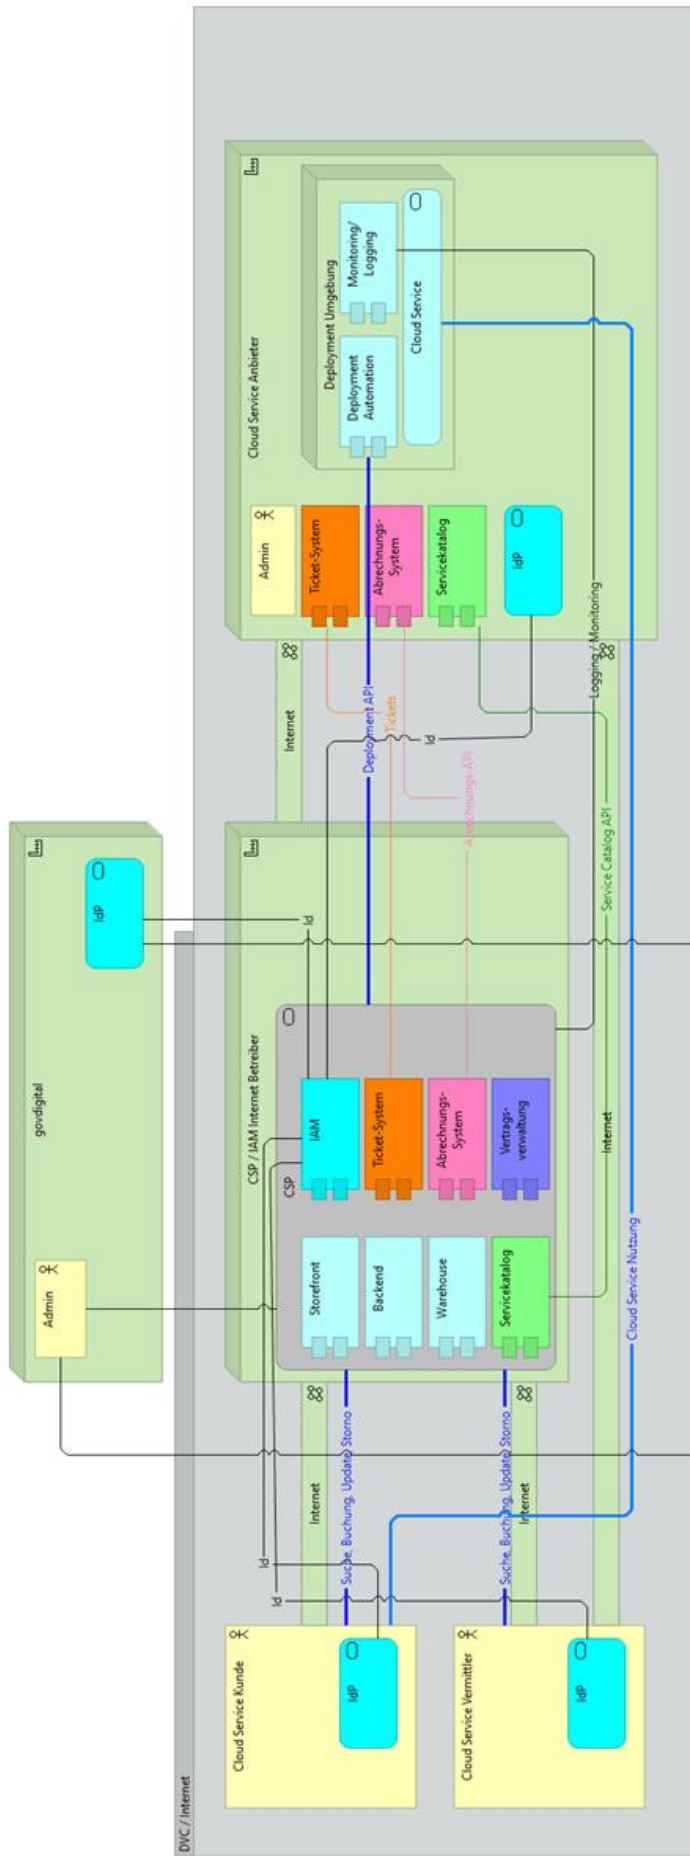 govdigital
Admin
IdP
DVC / Internet
Cloud Service Kunde
IdP
Cloud Service Vermittler
IdP
Id
Id
Internet
Suche, Buchung, Update, Storno
Suche, Buchung, Update, Storno
Internet
CSP / IAM Internet Betreiber
CSP
Storefront
IAM
Backend
Ticket-System
Warehouse
Abrechnungs-
System
Servicekatalog
Vertrags-
verwaltung
Id
Internet
Deployment API
Tickets
Id
Abrechnungs-API
Service Catalog API
Logging / Monitoring
Internet
Cloud Service Nutzung
Cloud Service Anbieter
Admin
Ticket-System
Abrechnungs-
System
Servicekatalog
IdP
Deployment Umgebung
Deployment
Automation
Monitoring/
Logging
Cloud Service